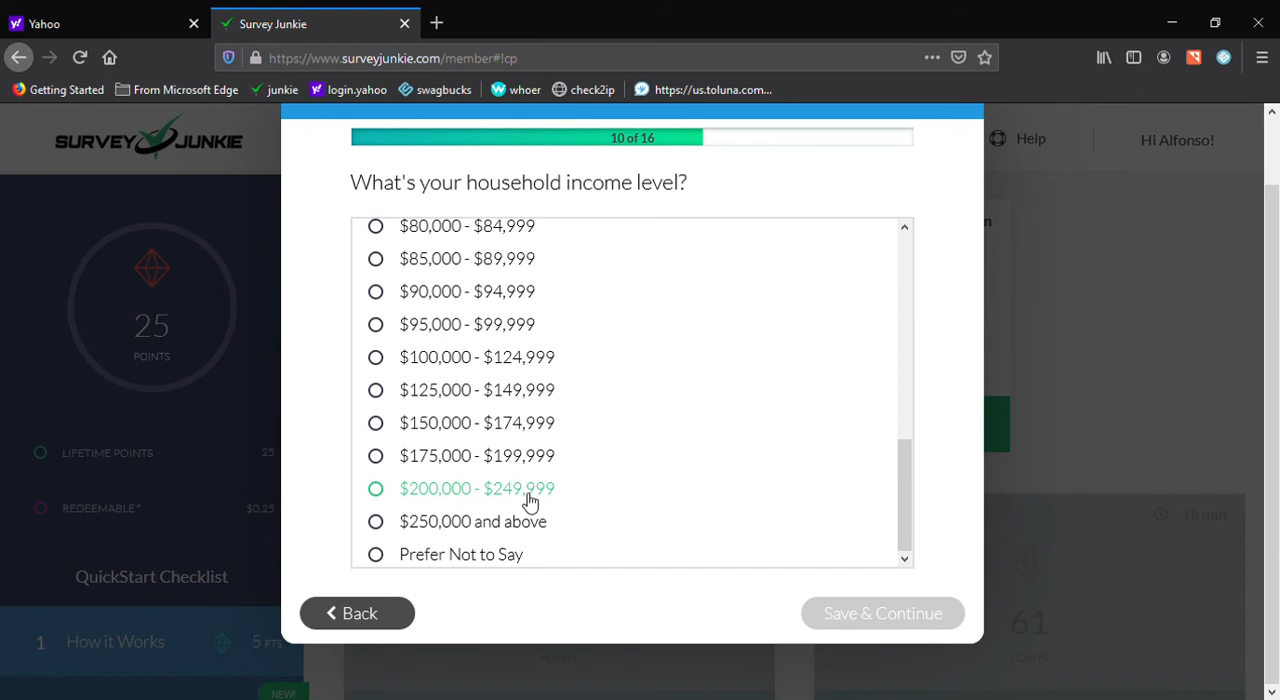 Yahoo
Survey Junkie
https://www.surveyjunkie.com/member#!cp
Getting Started
From Microsoft Edge
junkie
login.yahoo
swagbucks
whoer
check2ip
https://us.toluna.com...
SURVEY JUNKIE
Help
Hi Alfonso!
10 of 16
What's your household income level?
$80,000 - $84,999
$85,000 - $89,999
$90,000 - $94,999
$95,000 - $99,999
$100,000 - $124,999
$125,000 - $149,999
$150,000 - $174,999
$175,000 - $199,999
$200,000 - $249,999
$250,000 and above
Prefer Not to Say
Back
Save & Continue
25
POINTS
LIFETIME POINTS 25
REDEEMABLE* $0.25
QuickStart Checklist
1 How it Works 5 PTS
NEW!
n
18 min
61
POINTS
POINTS